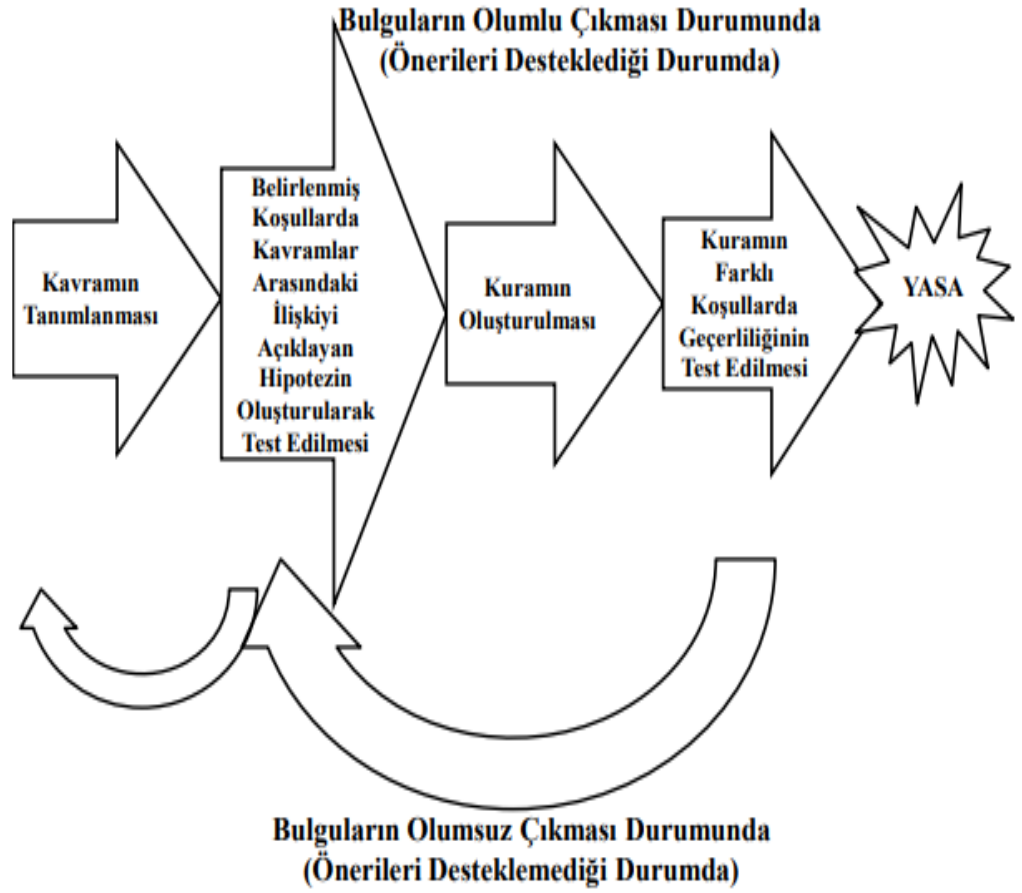 Bulguların Olumlu Çıkması Durumunda
(Önerileri Desteklediği Durumda)
Kavramın
Tanımlanması
Belirlenmiş
Koşullarda
Kavramlar
Arasındaki
İlişkiyi
Açıklayan
Hipotezin
Oluşturularak
Test Edilmesi
Kuramın
Oluşturulması
Kuramın
Farklı
Koşullarda
Geçerliliğinin
Test Edilmesi
YASA
Bulguların Olumsuz Çıkması Durumunda
(Önerileri Desteklemediği Durumda)